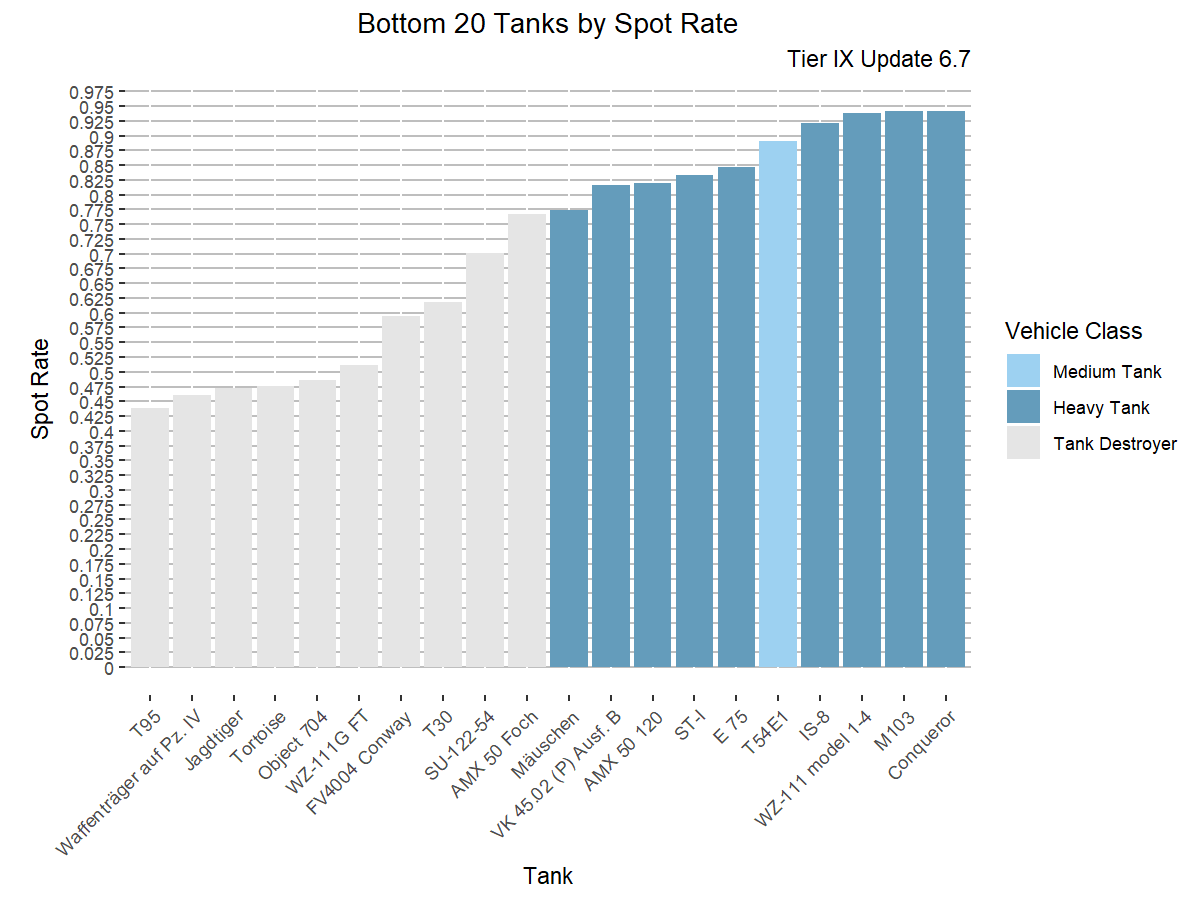 Bottom 20 Tanks by Spot Rate
Tier IX Update 6.7
0.975
0.95
0.925
0.9
0.875
0.85
0.825
0.8
0.775
0.75
0.725
0.7
0.675
0.65
0.625
0.6
0.575
0.55
0.525
0.5
0.475
0.45
0.425
0.4
0.375
0.35
0.325
0.3
0.275
0.25
0.225
0.2
0.175
0.15
0.125
0.1
0.075
0.05
0.025
0
Spot Rate
T95
Waffenträger auf Pz. IV
Jagdtiger
Tortoise
Object 704
WZ-111G FT
FV4004 Conway
T30
SU-122-54
AMX 50 Foch
Mäuschen
VK 45.02 (P) Ausf. B
AMX 50 120
ST-I
E 75
T54E1
IS-8
WZ-111 model 1-4
M103
Conqueror
Tank
Vehicle Class
Medium Tank
Heavy Tank
Tank Destroyer